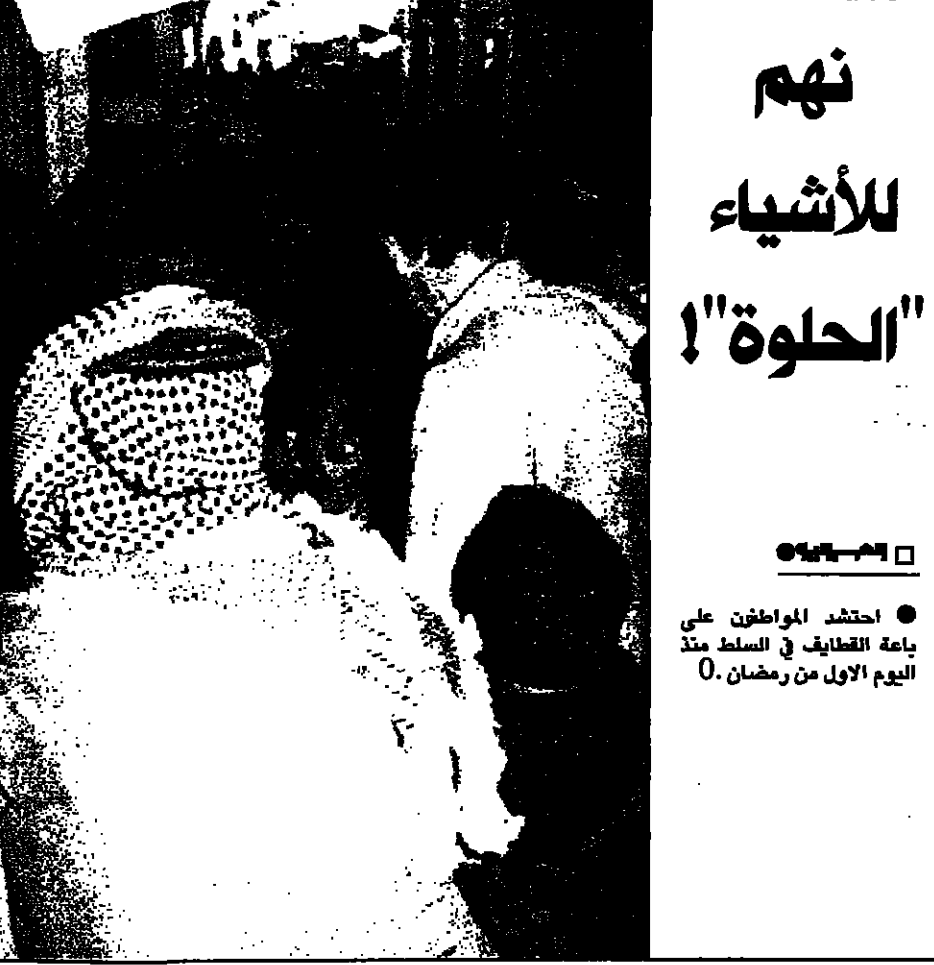 نهم
للأشياء
"الحلوة"!
● احتشد المواطنون على
باعة القطايف في السلط منذ
اليوم الاول من رمضان .0